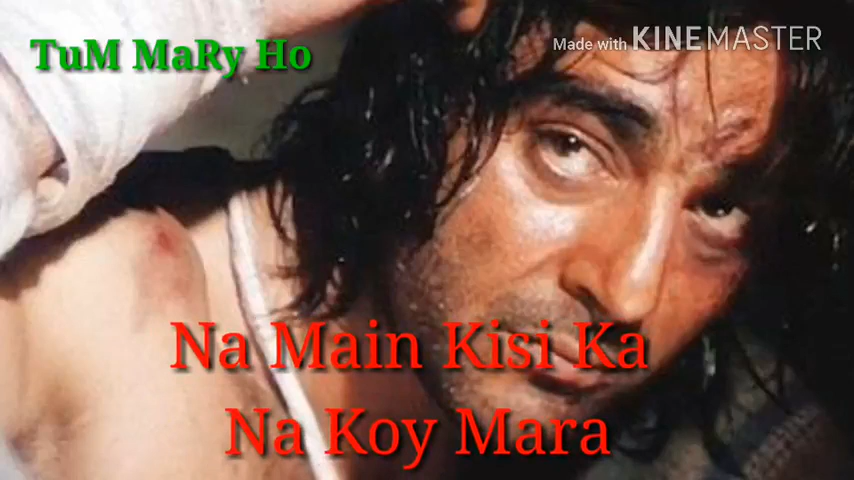 TuM MaRy Ho
Made with KINEMASTER
Na Main Kisi Ka
Na Koy Mara